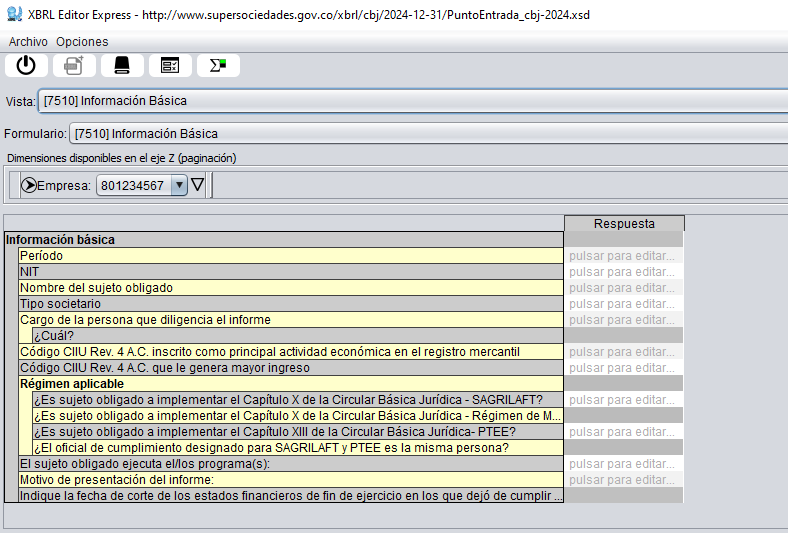 XBRL Editor Express - http://www.supersociedades.gov.co/xbrl/cbj/2024-12-31/PuntoEntrada_cbj-2024.xsd
Archivo Opciones
Vista: [7510] Información Básica
Formulario: [7510] Información Básica
Dimensiones disponibles en el eje Z (paginación)
Empresa: 801234567
Respuesta
Información básica
Período pulsar para editar...
NIT pulsar para editar...
Nombre del sujeto obligado pulsar para editar...
Tipo societario pulsar para editar...
Cargo de la persona que diligencia el informe pulsar para editar...
¿Cuál?
Código CIIU Rev. 4 A.C. inscrito como principal actividad económica en el registro mercantil pulsar para editar...
Código CIIU Rev. 4 A.C. que le genera mayor ingreso pulsar para editar...
Régimen aplicable
¿Es sujeto obligado a implementar el Capítulo X de la Circular Básica Jurídica - SAGRILAFT? pulsar para editar...
¿Es sujeto obligado a implementar el Capítulo X de la Circular Básica Jurídica - Régimen de M... pulsar para editar...
¿Es sujeto obligado a implementar el Capítulo XIII de la Circular Básica Jurídica- PTEE? pulsar para editar...
¿El oficial de cumplimiento designado para SAGRILAFT y PTEE es la misma persona?
El sujeto obligado ejecuta el/los programa(s): pulsar para editar...
Motivo de presentación del informe: pulsar para editar...
Indique la fecha de corte de los estados financieros de fin de ejercicio en los que dejó de cumplir ...